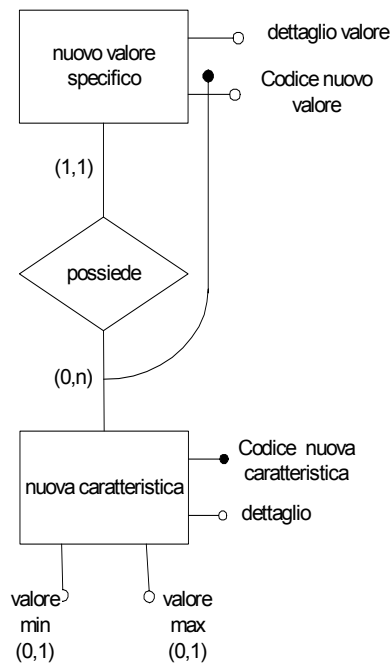 nuovo valore
specifico
dettaglio valore
Codice nuovo
valore
(1,1)
possiede
(0,n)
nuova caratteristica
Codice nuova
caratteristica
dettaglio
valore
min
(0,1)
valore
max
(0,1)